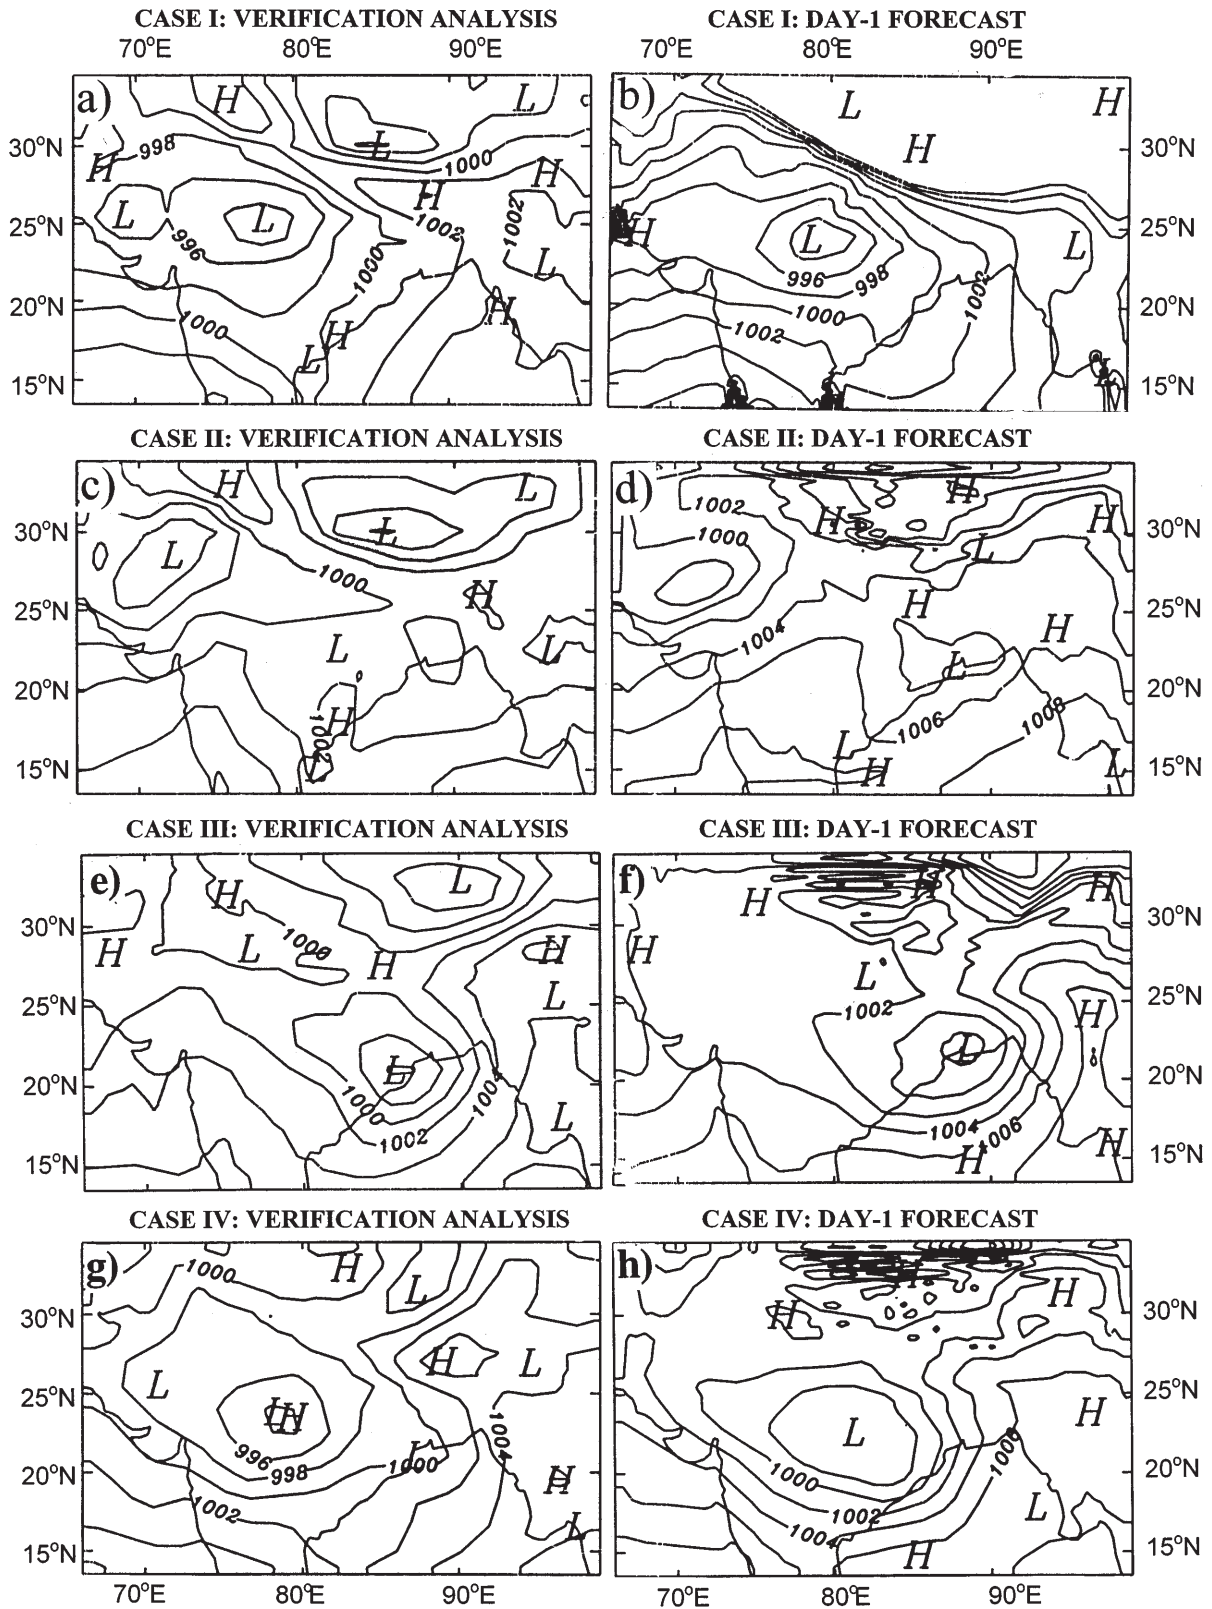 CASE I: VERIFICATION ANALYSIS
CASE I: DAY-1 FORECAST
70°E 80°E 90°E
70°E 80°E 90°E
a) H L
b) L H
30°N 998 L 1000 H H
H 30°N
H L L 996 H 1002 1002
H L L
25°N
25°N
1000 L
996 998 1002
20°N 1000 H H
1000 1002 20°N
L
L
15°N
15°N
CASE II: VERIFICATION ANALYSIS
CASE II: DAY-1 FORECAST
c) H L
d) 1002 H
30°N L L
1000 H L H 30°N
1000 H
H
25°N
25°N
L L
1004 L H
20°N
20°N
1002 H
1006 1008
15°N L
L H L 15°N
CASE III: VERIFICATION ANALYSIS
CASE III: DAY-1 FORECAST
e) H L
f) H H H
30°N
30°N
H L 1000 H H
H L
25°N L
1002 H 25°N
20°N L
L 20°N
1000 1002 1004 L
1004 1006
15°N
H H 15°N
CASE IV: VERIFICATION ANALYSIS
CASE IV: DAY-1 FORECAST
g) 1000 H L
h) H H
30°N
H 30°N
L H L
25°N
25°N
L H
L H
996 998 1000 1004
1000 1006
20°N H
20°N
1002 L
1002 1004 L
15°N
H 15°N
70°E 80°E 90°E
70°E 80°E 90°E